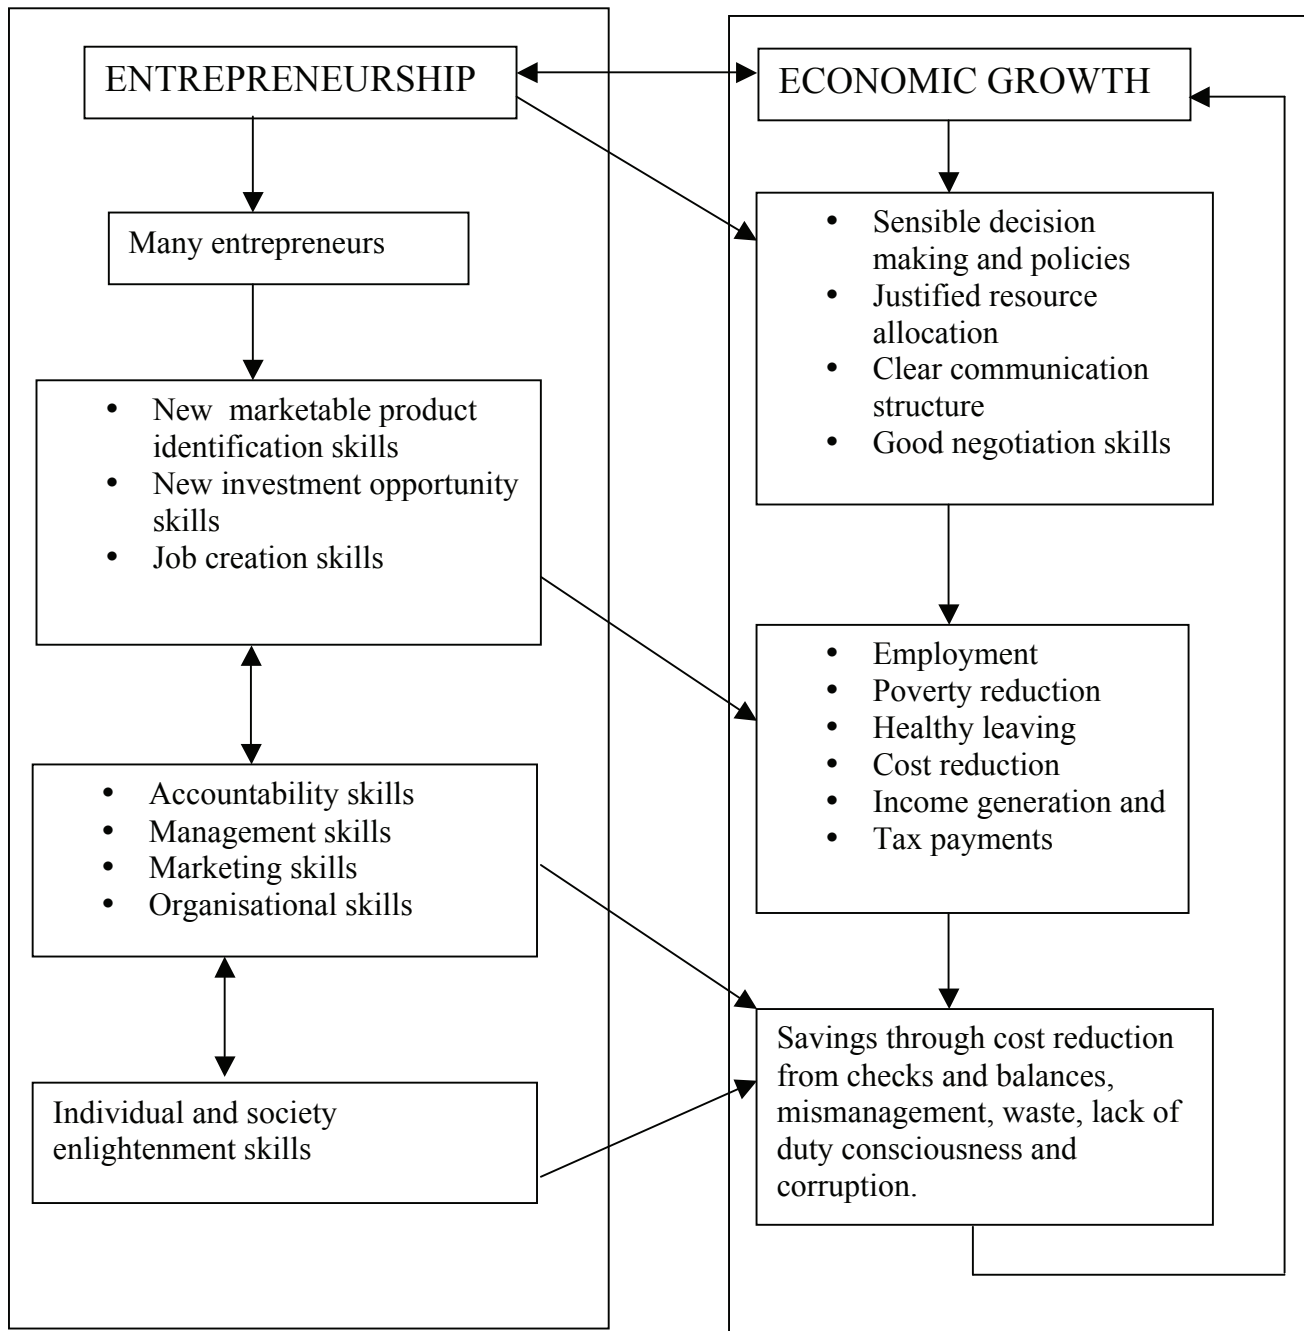 ENTREPRENEURSHIP
Many entrepreneurs
• New  marketable product
identification skills
• New investment opportunity
skills
• Job creation skills
• Accountability skills
• Management skills
• Marketing skills
• Organisational skills
Individual and society
enlightenment skills
ECONOMIC GROWTH
• Sensible decision
making and policies
• Justified resource
allocation
• Clear communication
structure
• Good negotiation skills
• Employment
• Poverty reduction
• Healthy leaving
• Cost reduction
• Income generation and
• Tax payments
Savings through cost reduction
from checks and balances,
mismanagement, waste, lack of
duty consciousness and
corruption.